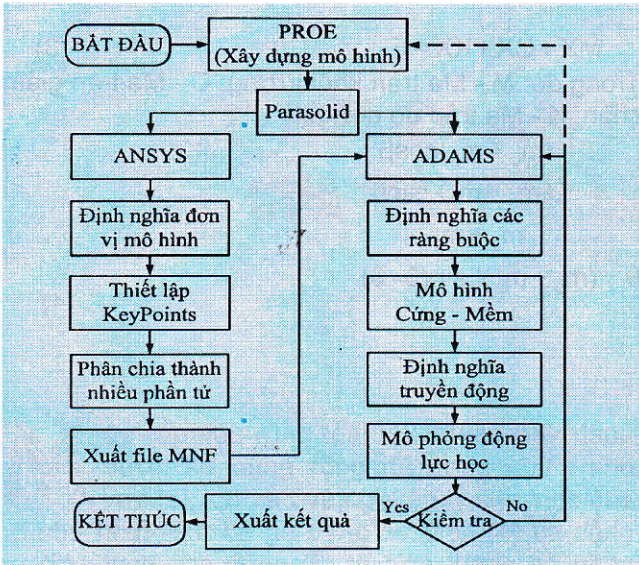 BẮT ĐẦU
PROE
(Xây dựng mô hình)
Parasolid
ANSYS
Định nghĩa đơn
vị mô hình
Thiết lập
KeyPoints
Phân chia thành
nhiều phần tử
Xuất file MNF
ADAMS
Định nghĩa các
ràng buộc
Mô hình
Cứng - Mềm
Định nghĩa
truyền động
Mô phỏng động
lực học
Kiểm tra
Yes
No
Xuất kết quả
KẾT THÚC